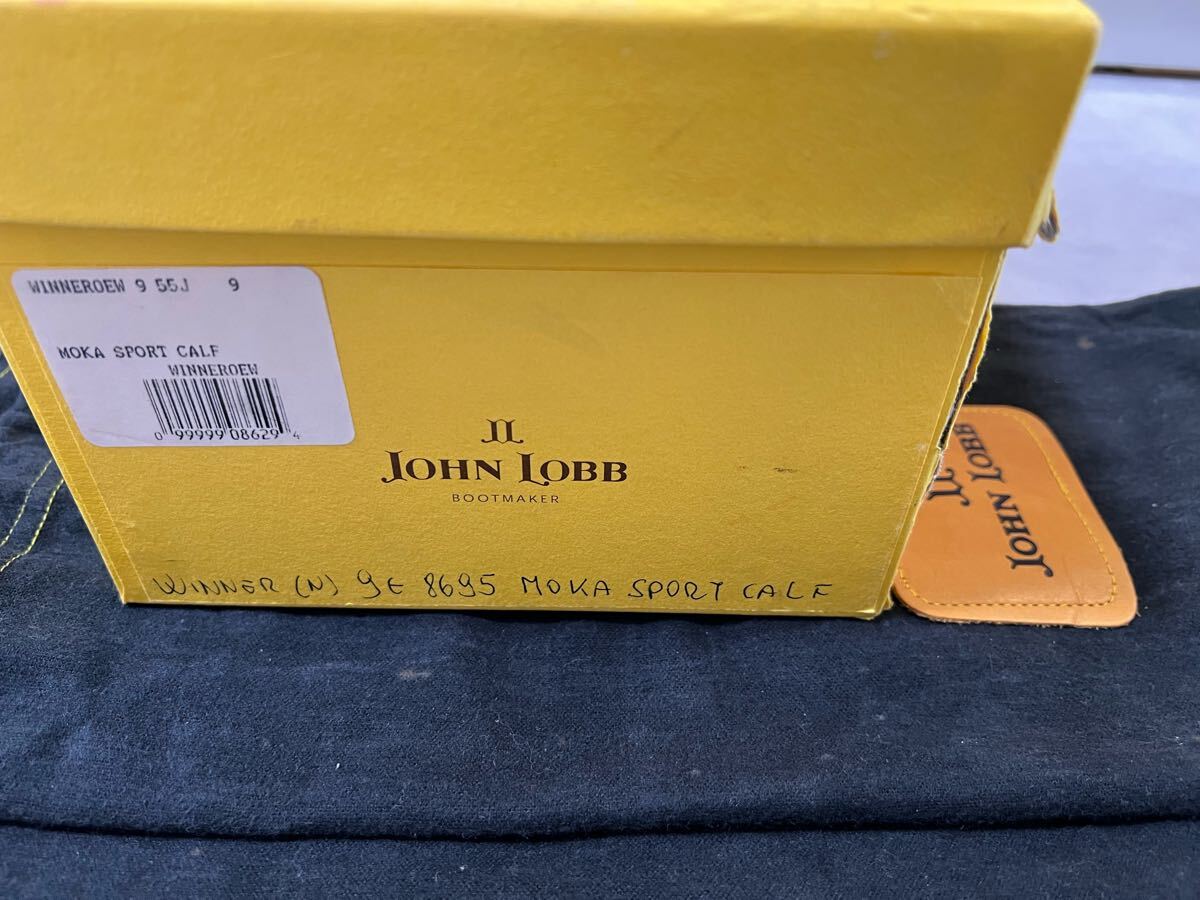 WINNEROEW 9 55J 9
MOKA SPORT CALF
WINNEROEW
0 99999 08629 4
JL
JOHN LOBB
BOOTMAKER
WINNER (N) 9E 8695 MOKA SPORT CALF
JL
JOHN LOBB